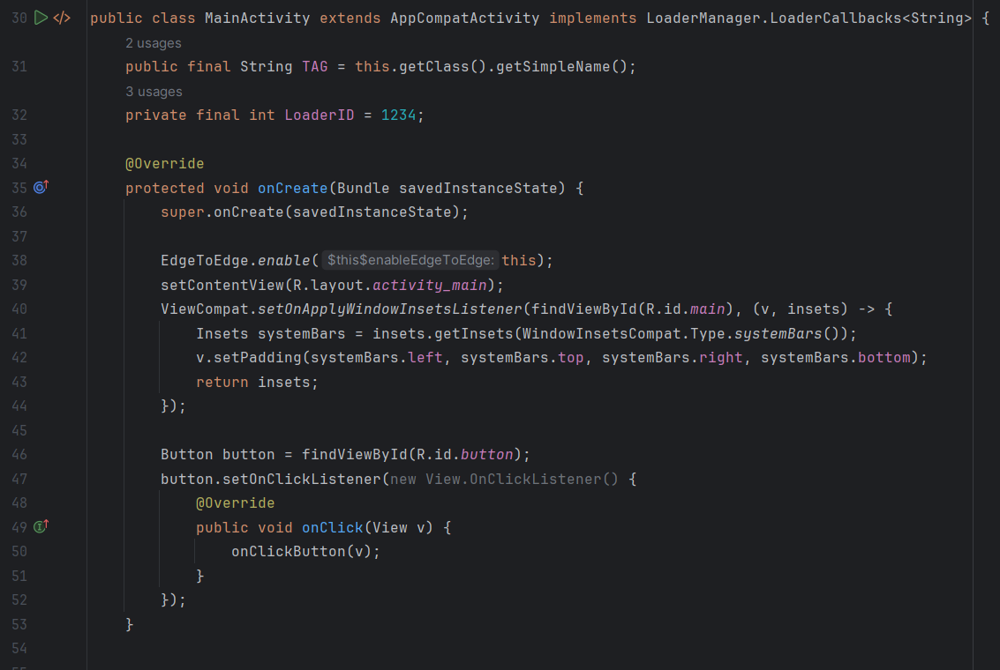 30 public class MainActivity extends AppCompatActivity implements LoaderManager.LoaderCallbacks<String> {
2 usages
31 public final String TAG = this.getClass().getSimpleName();
3 usages
32 private final int LoaderID = 1234;
33
34 @Override
35 protected void onCreate(Bundle savedInstanceState) {
36 super.onCreate(savedInstanceState);
37
38 EdgeToEdge.enable( $this$enableEdgeToEdge: this);
39 setContentView(R.layout.activity_main);
40 ViewCompat.setOnApplyWindowInsetsListener(findViewById(R.id.main), (v, insets) -> {
41 Insets systemBars = insets.getInsets(WindowInsetsCompat.Type.systemBars());
42 v.setPadding(systemBars.left, systemBars.top, systemBars.right, systemBars.bottom);
43 return insets;
44 });
45
46 Button button = findViewById(R.id.button);
47 button.setOnClickListener(new View.OnClickListener() {
48 @Override
49 public void onClick(View v) {
50 onClickButton(v);
51 }
52 });
53 }
54